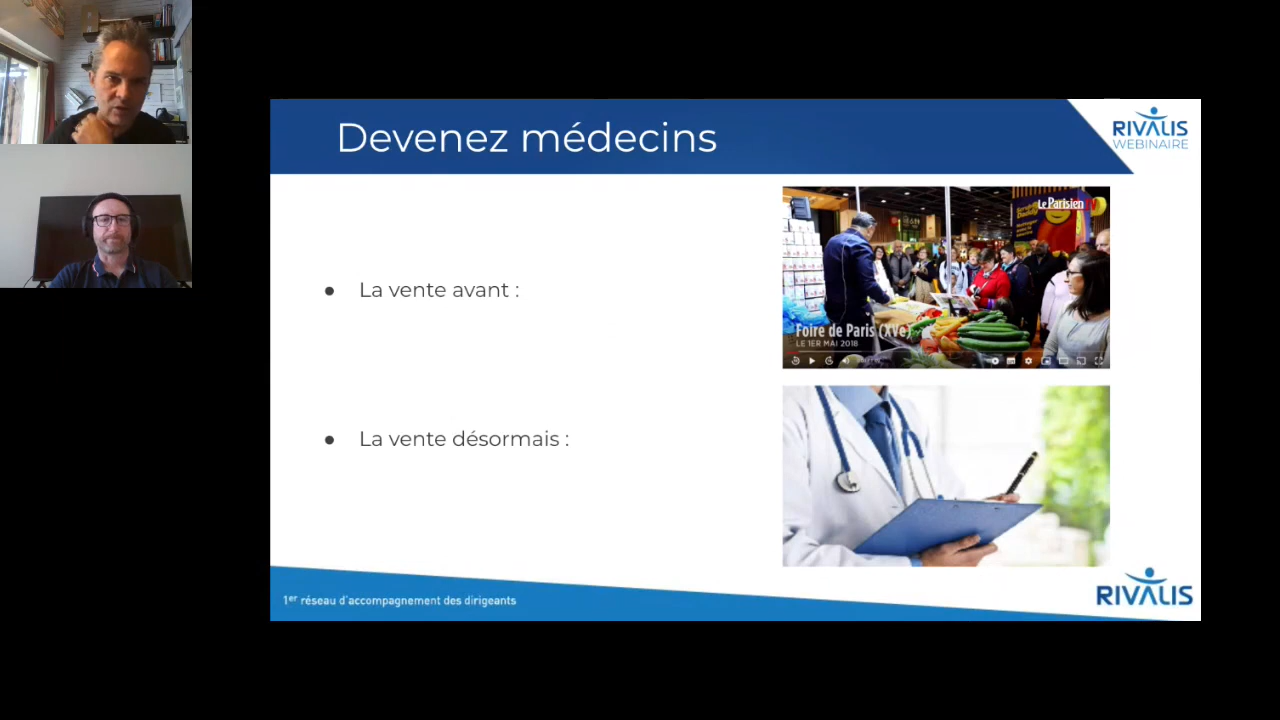 Devenez médecins
RIVALIS
WEBINAIRE
Le Parisien TV
Foire de Paris (XVe)
LE 1ER MAI 2018
● La vente avant :
● La vente désormais :
1er réseau d'accompagnement des dirigeants
RIVALIS